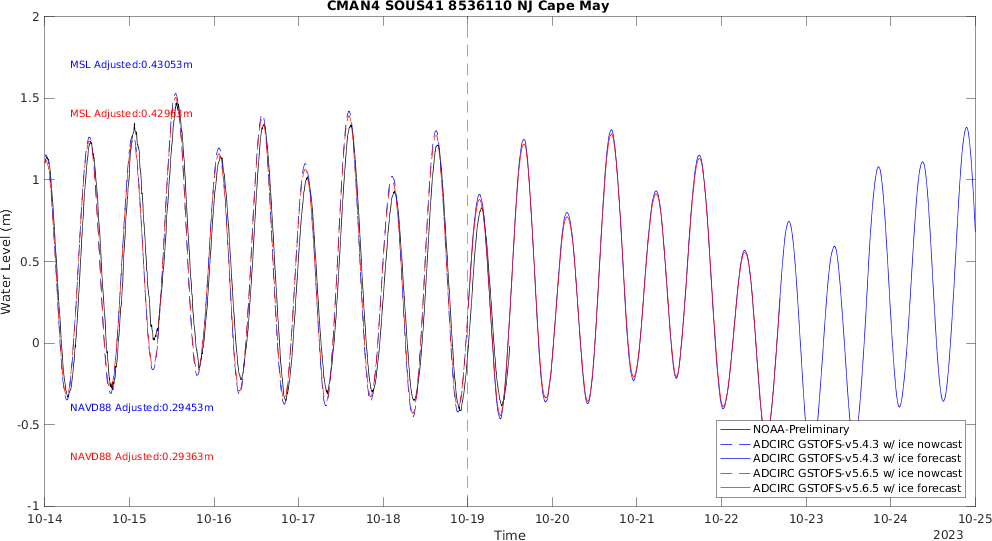 CMAN4 SOUS41 8536110 NJ Cape May
2
1.5
1
0.5
0
-0.5
-1
Water Level (m)
MSL Adjusted:0.43053m
MSL Adjusted:0.42963m
NAVD88 Adjusted:0.29453m
NAVD88 Adjusted:0.29363m
NOAA-Preliminary
ADCIRC GSTOFS-v5.4.3 w/ ice nowcast
ADCIRC GSTOFS-v5.4.3 w/ ice forecast
ADCIRC GSTOFS-v5.6.5 w/ ice nowcast
ADCIRC GSTOFS-v5.6.5 w/ ice forecast
10-14 10-15 10-16 10-17 10-18 10-19 10-20 10-21 10-22 10-23 10-24 10-25
Time
2023